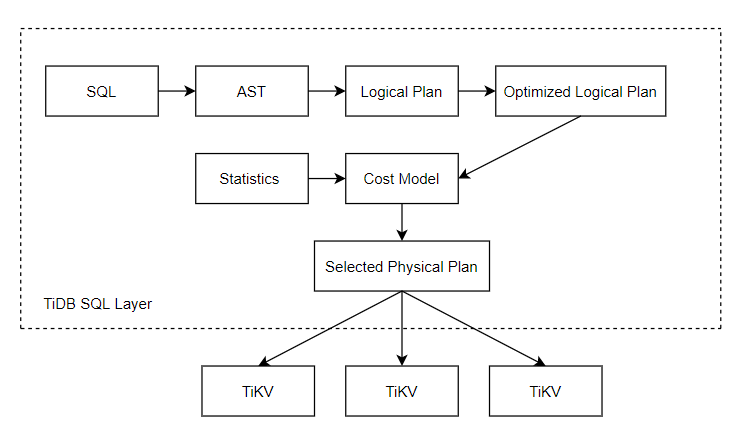 SQL
AST
Logical Plan
Optimized Logical Plan
Statistics
Cost Model
Selected Physical Plan
TiDB SQL Layer
TiKV
TiKV
TiKV